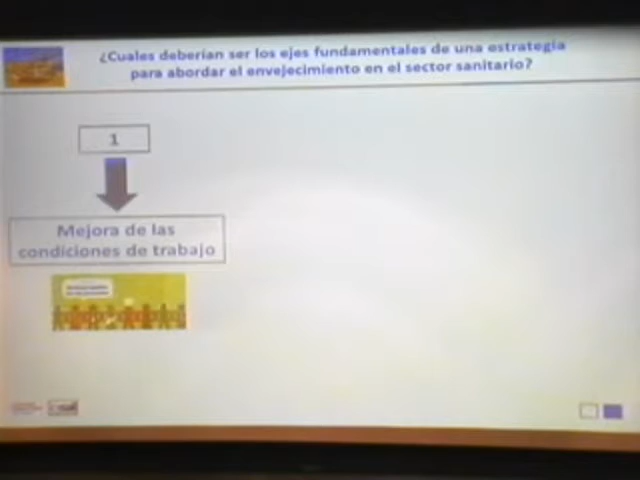 ¿Cuales deberían ser los ejes fundamentales de una estrategia
para abordar el envejecimiento en el sector sanitario?
1
Mejora de las
condiciones de trabajo